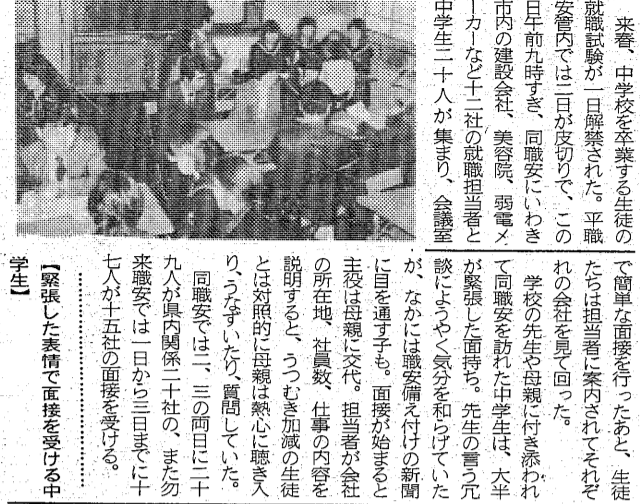 来春、中学校を卒業する生徒の
就職試験が一日解禁された。平職
安管内では二日が皮切りで、この
日午前九時すぎ、同職安にいわき
市内の建設会社、美容院、弱電メ
ーカーなど十二社の就職担当者と
中学生二十人が集まり、会議室
で簡単な面接を行ったあと、生徒
たちは担当者に案内されてそれぞ
れの会社を見て回った。
学校の先生や母親に付き添われ
て同職安を訪れた中学生は、大半
が緊張した面持ち。先生の言う冗
談にようやく気分を和らげていた
が、なかには職安備え付けの新聞
に目を通す子も。面接が始まると
主役は母親に交代。担当者が会社
の所在地、社員数、仕事の内容を
説明すると、うつむき加減の生徒
とは対照的に母親は熱心に聴き入
り、うなずいたり、質問していた。
同職安では二、三の両日に二十
九人が県内関係二十社の、また勿
来職安では一日から三日までに十
七人が十五社の面接を受ける。
【緊張した表情で面接を受ける中
学生】